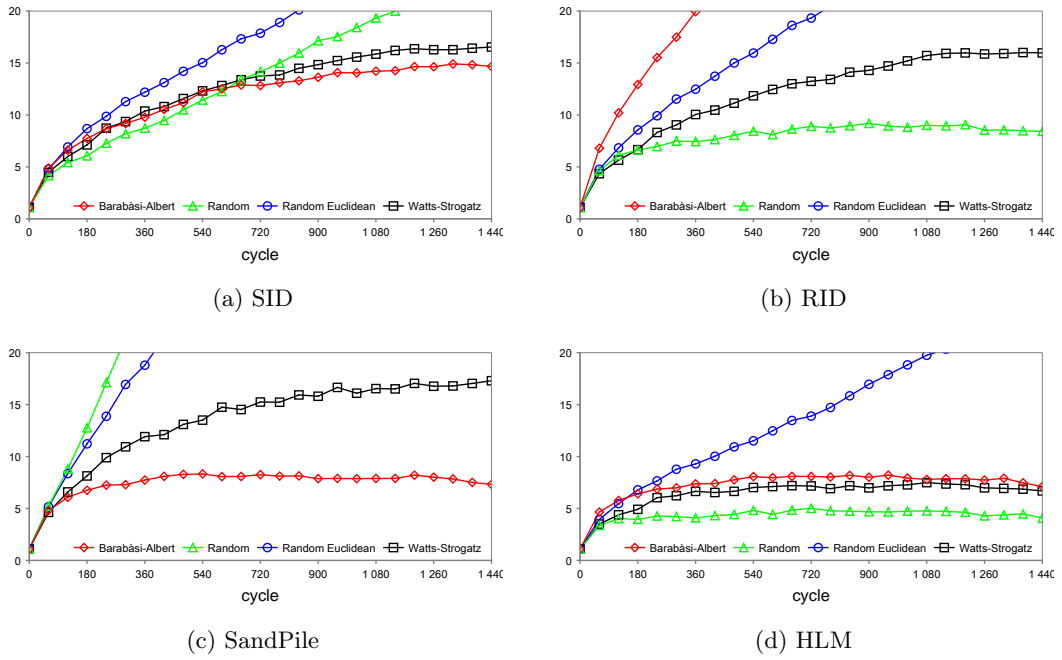 20
15
10
5
0
Barabàsi-Albert Random Random Euclidean Watts-Strogatz
0 180 360 540 720 900 1 080 1 260 1 440
cycle
(a) SID
20
15
10
5
0
Barabàsi-Albert Random Random Euclidean Watts-Strogatz
0 180 360 540 720 900 1 080 1 260 1 440
cycle
(b) RID
20
15
10
5
0
Barabàsi-Albert Random Random Euclidean Watts-Strogatz
0 180 360 540 720 900 1 080 1 260 1 440
cycle
(c) SandPile
20
15
10
5
0
Barabàsi-Albert Random Random Euclidean Watts-Strogatz
0 180 360 540 720 900 1 080 1 260 1 440
cycle
(d) HLM